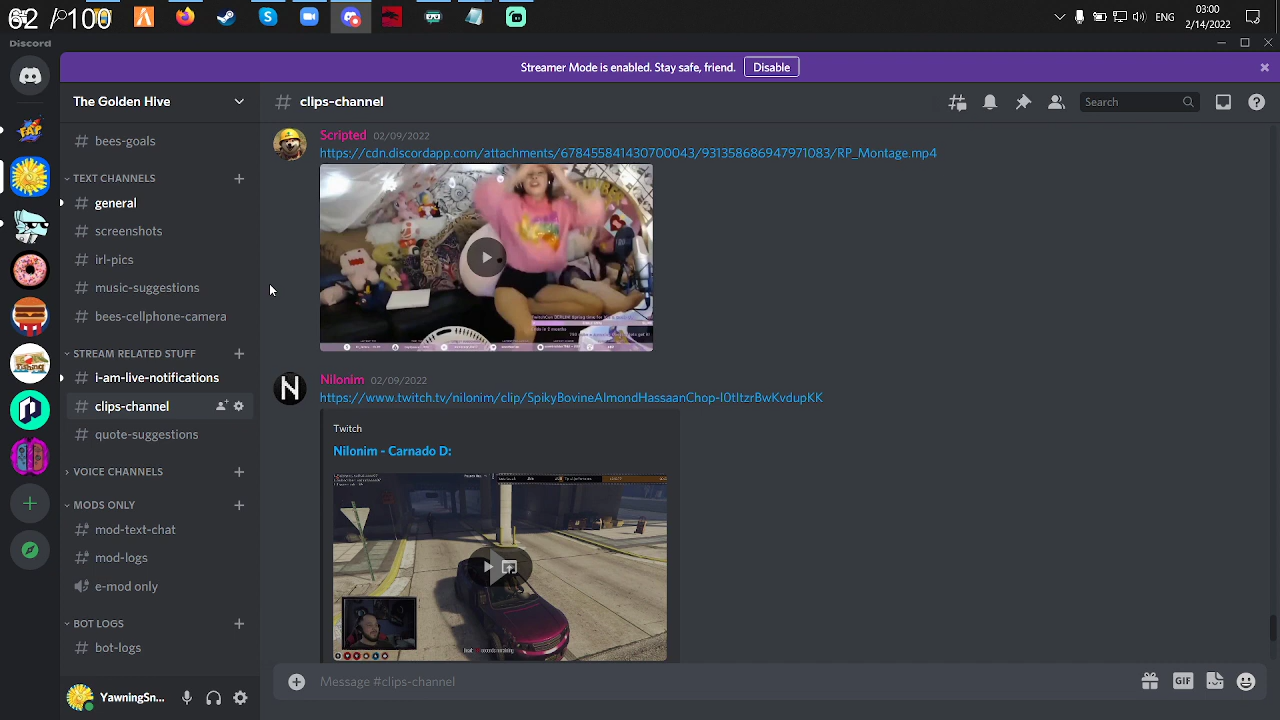 62 / 100
03:00
ENG
2/14/2022
Discord
Streamer Mode is enabled. Stay safe, friend.
Disable
The Golden Hive
clips-channel
Search
bees-goals
TEXT CHANNELS
general
screenshots
irl-pics
music-suggestions
bees-cellphone-camera
STREAM RELATED STUFF
i-am-live-notifications
clips-channel
quote-suggestions
VOICE CHANNELS
MODS ONLY
mod-text-chat
mod-logs
e-mod only
BOT LOGS
bot-logs
YawningSn...
Scripted 02/09/2022
https://cdn.discordapp.com/attachments/678455841430700043/931358686947971083/RP_Montage.mp4
Nilonim 02/09/2022
https://www.twitch.tv/nilonim/clip/SpikyBovineAlmondHassaanChop-I0tItzrBwKvdupKK
Twitch
Nilonim - Carnado D:
Message #clips-channel
GIF